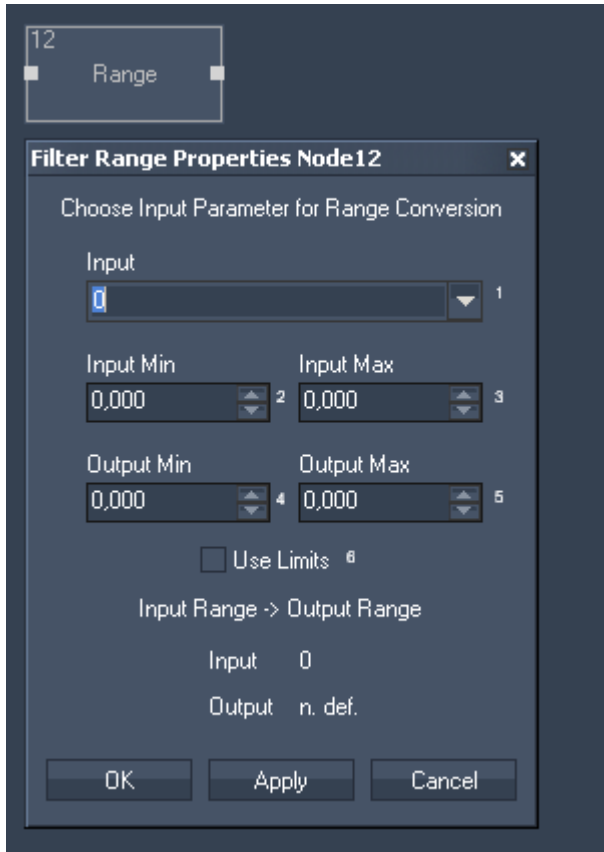 12
Range
Filter Range Properties Node12
Choose Input Parameter for Range Conversion
Input
0 1
Input Min Input Max
0,000 2 0,000 3
Output Min Output Max
0,000 4 0,000 5
Use Limits 6
Input Range -> Output Range
Input 0
Output n. def.
OK Apply Cancel